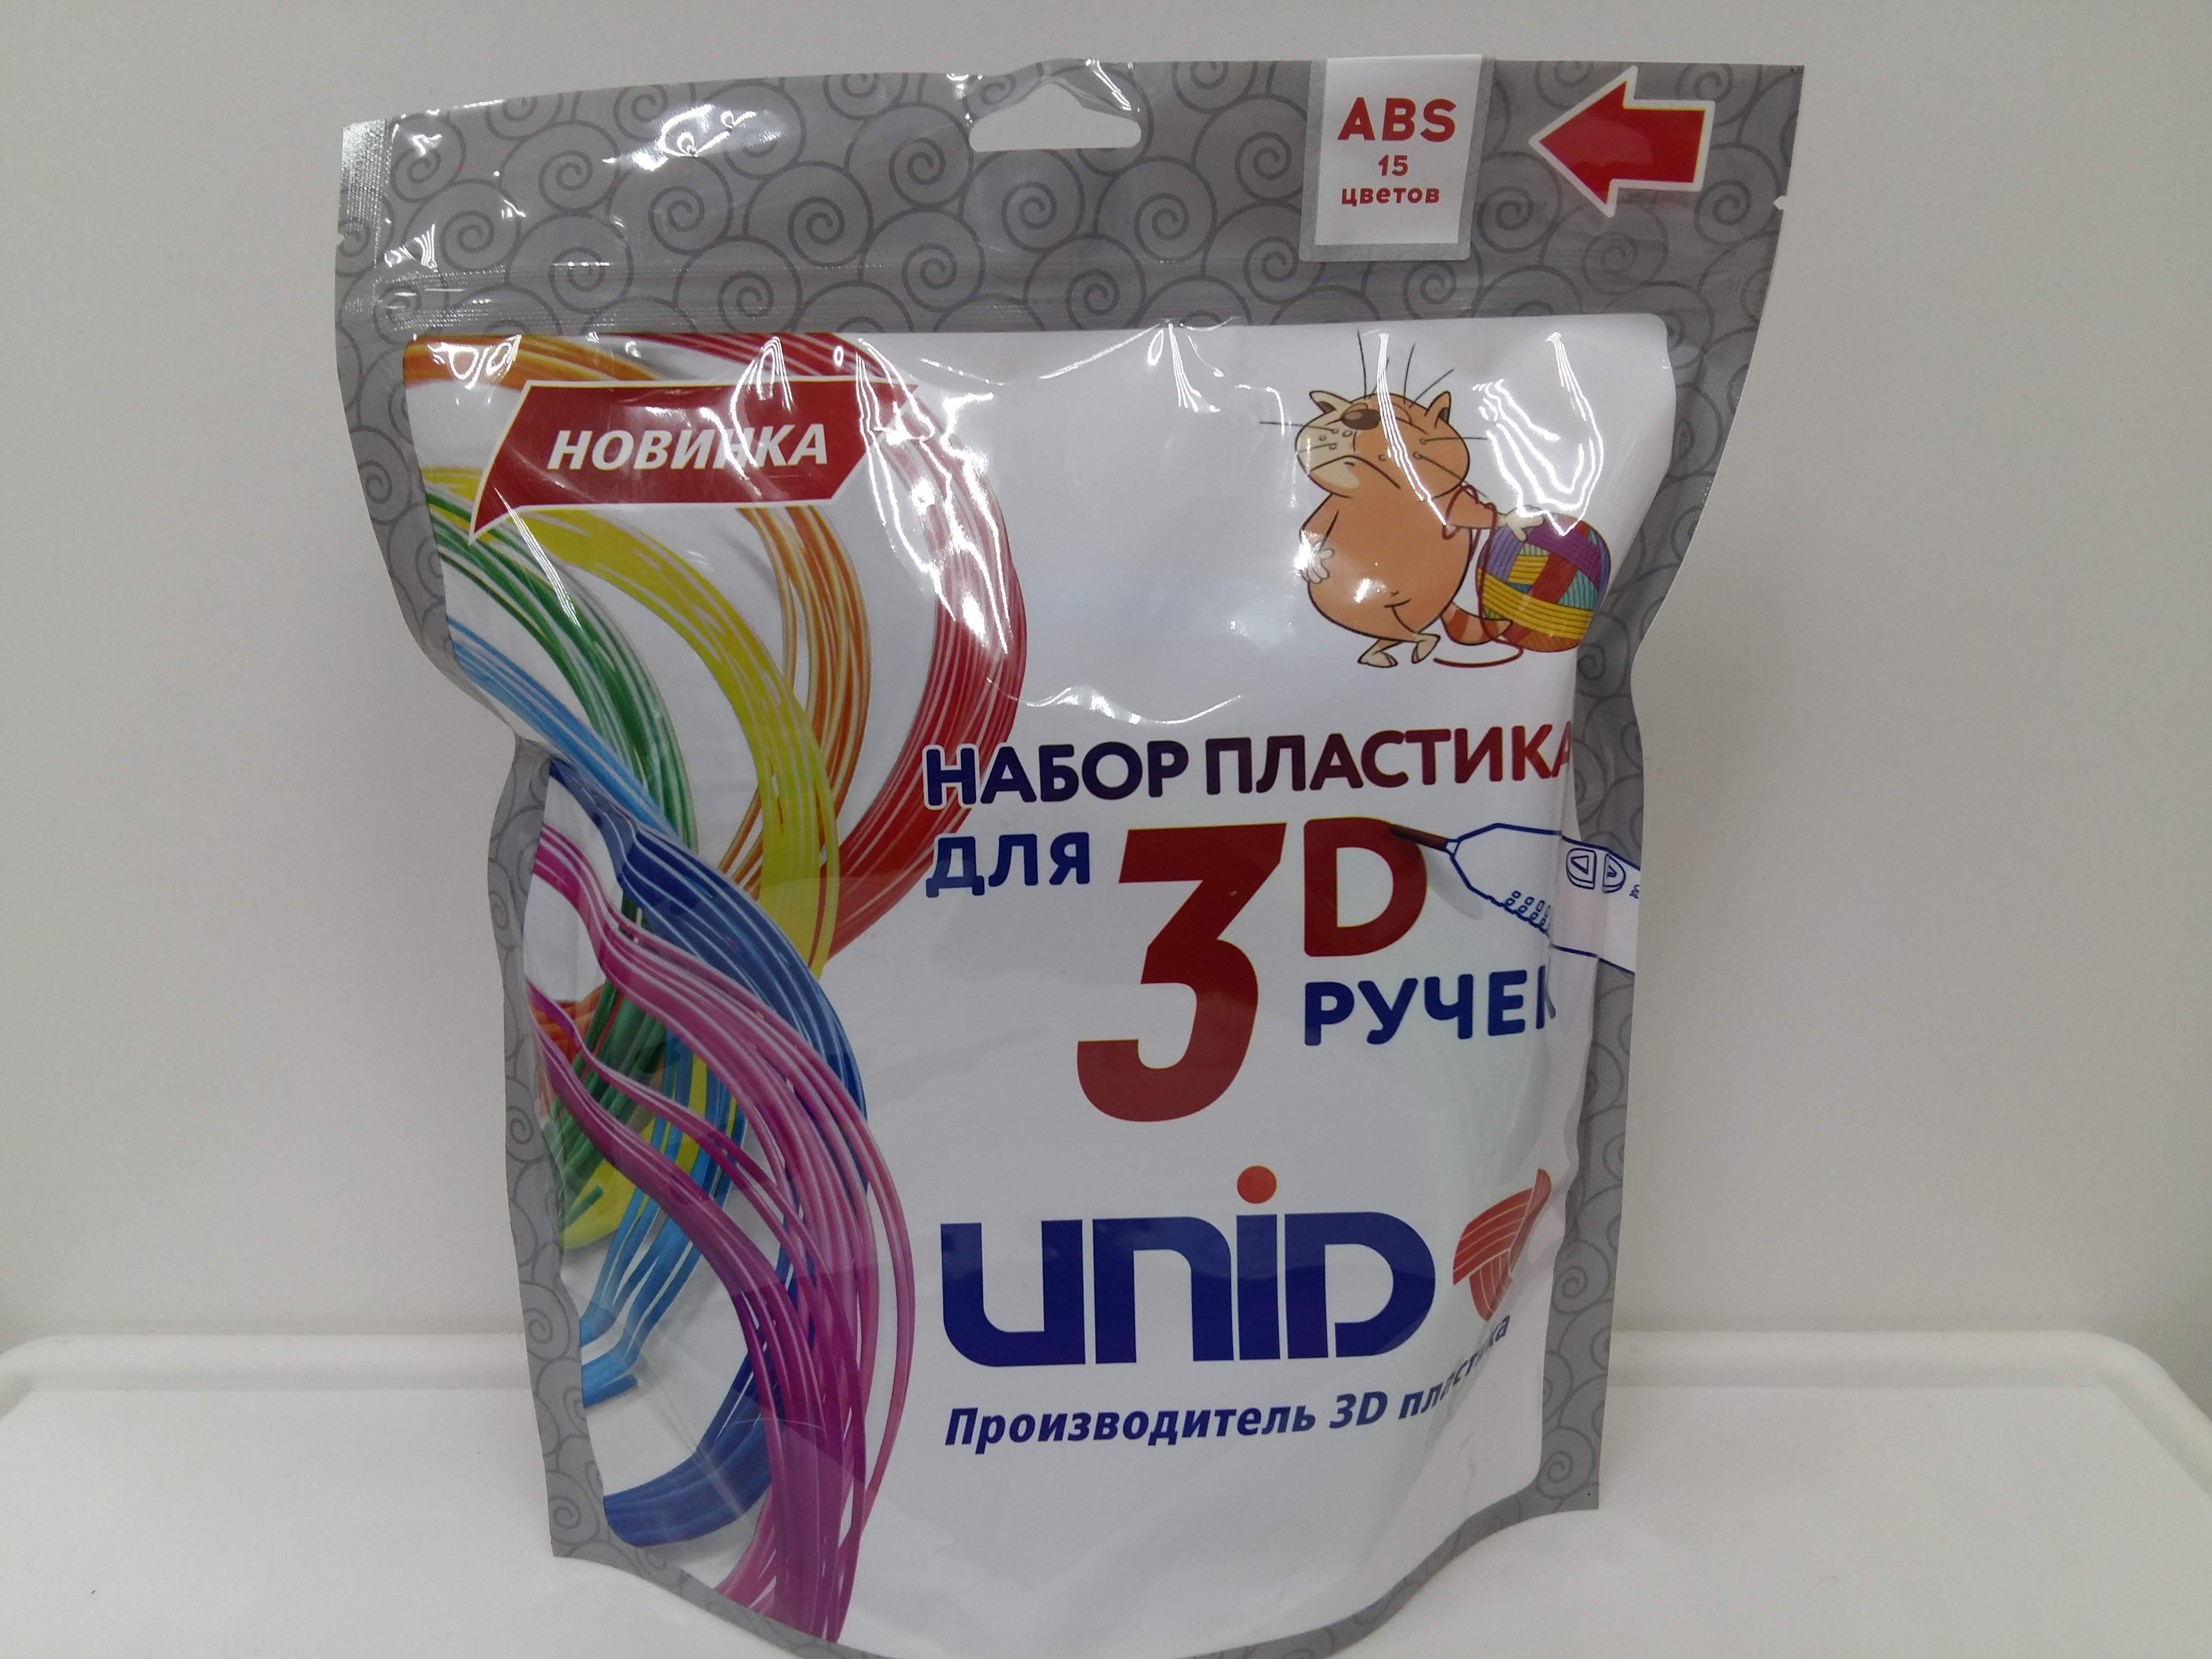 ABS
15
цветов
НОВИНКА
НАБОР ПЛАСТИКА
ДЛЯ 3D
РУЧЕК
UNID
Производитель 3D пластика